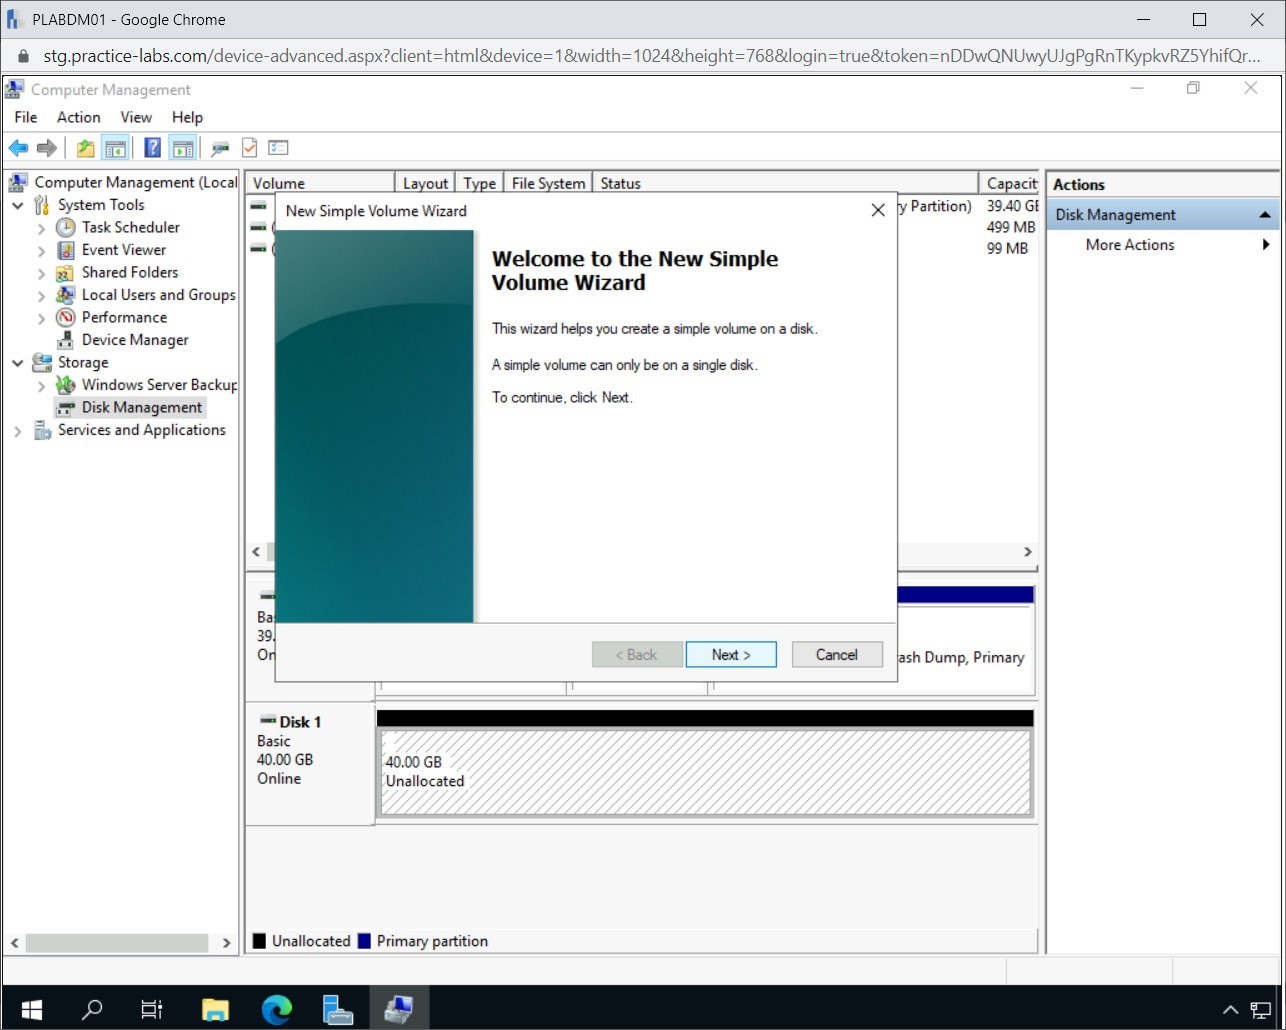 PLABDM01 - Google Chrome
stg.practice-labs.com/device-advanced.aspx?client=html&device=1&width=1024&height=768&login=true&token=nDDwQNUwyUJgPgRnTKypkvRZ5YhifQr...
Computer Management
File Action View Help
Computer Management (Local
System Tools
Task Scheduler
Event Viewer
Shared Folders
Local Users and Groups
Performance
Device Manager
Storage
Windows Server Backup
Disk Management
Services and Applications
Volume Layout Type File System Status Capacit
ry Partition) 39.40 GB
( 499 MB
( 99 MB
New Simple Volume Wizard
Welcome to the New Simple
Volume Wizard
This wizard helps you create a simple volume on a disk.
A simple volume can only be on a single disk.
To continue, click Next.
< Back Next > Cancel
Bas
39.
On
ash Dump, Primary
Disk 1
Basic
40.00 GB
Online
40.00 GB
Unallocated
Unallocated Primary partition
Actions
Disk Management
More Actions